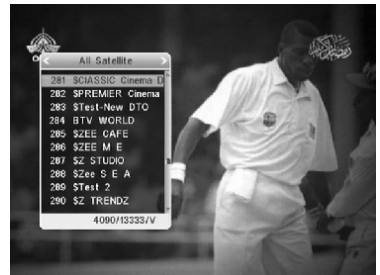 All Satellite
281 $CIASSIC Cinema D
282 $PREMIER Cinema
283 $Test-New DTO
284 BTV WORLD
285 $ZEE CAFE
286 $ZEE M E
287 $Z STUDIO
288 $Zee S E A
289 $Test 2
290 $Z TRENDZ
4090/13333/V